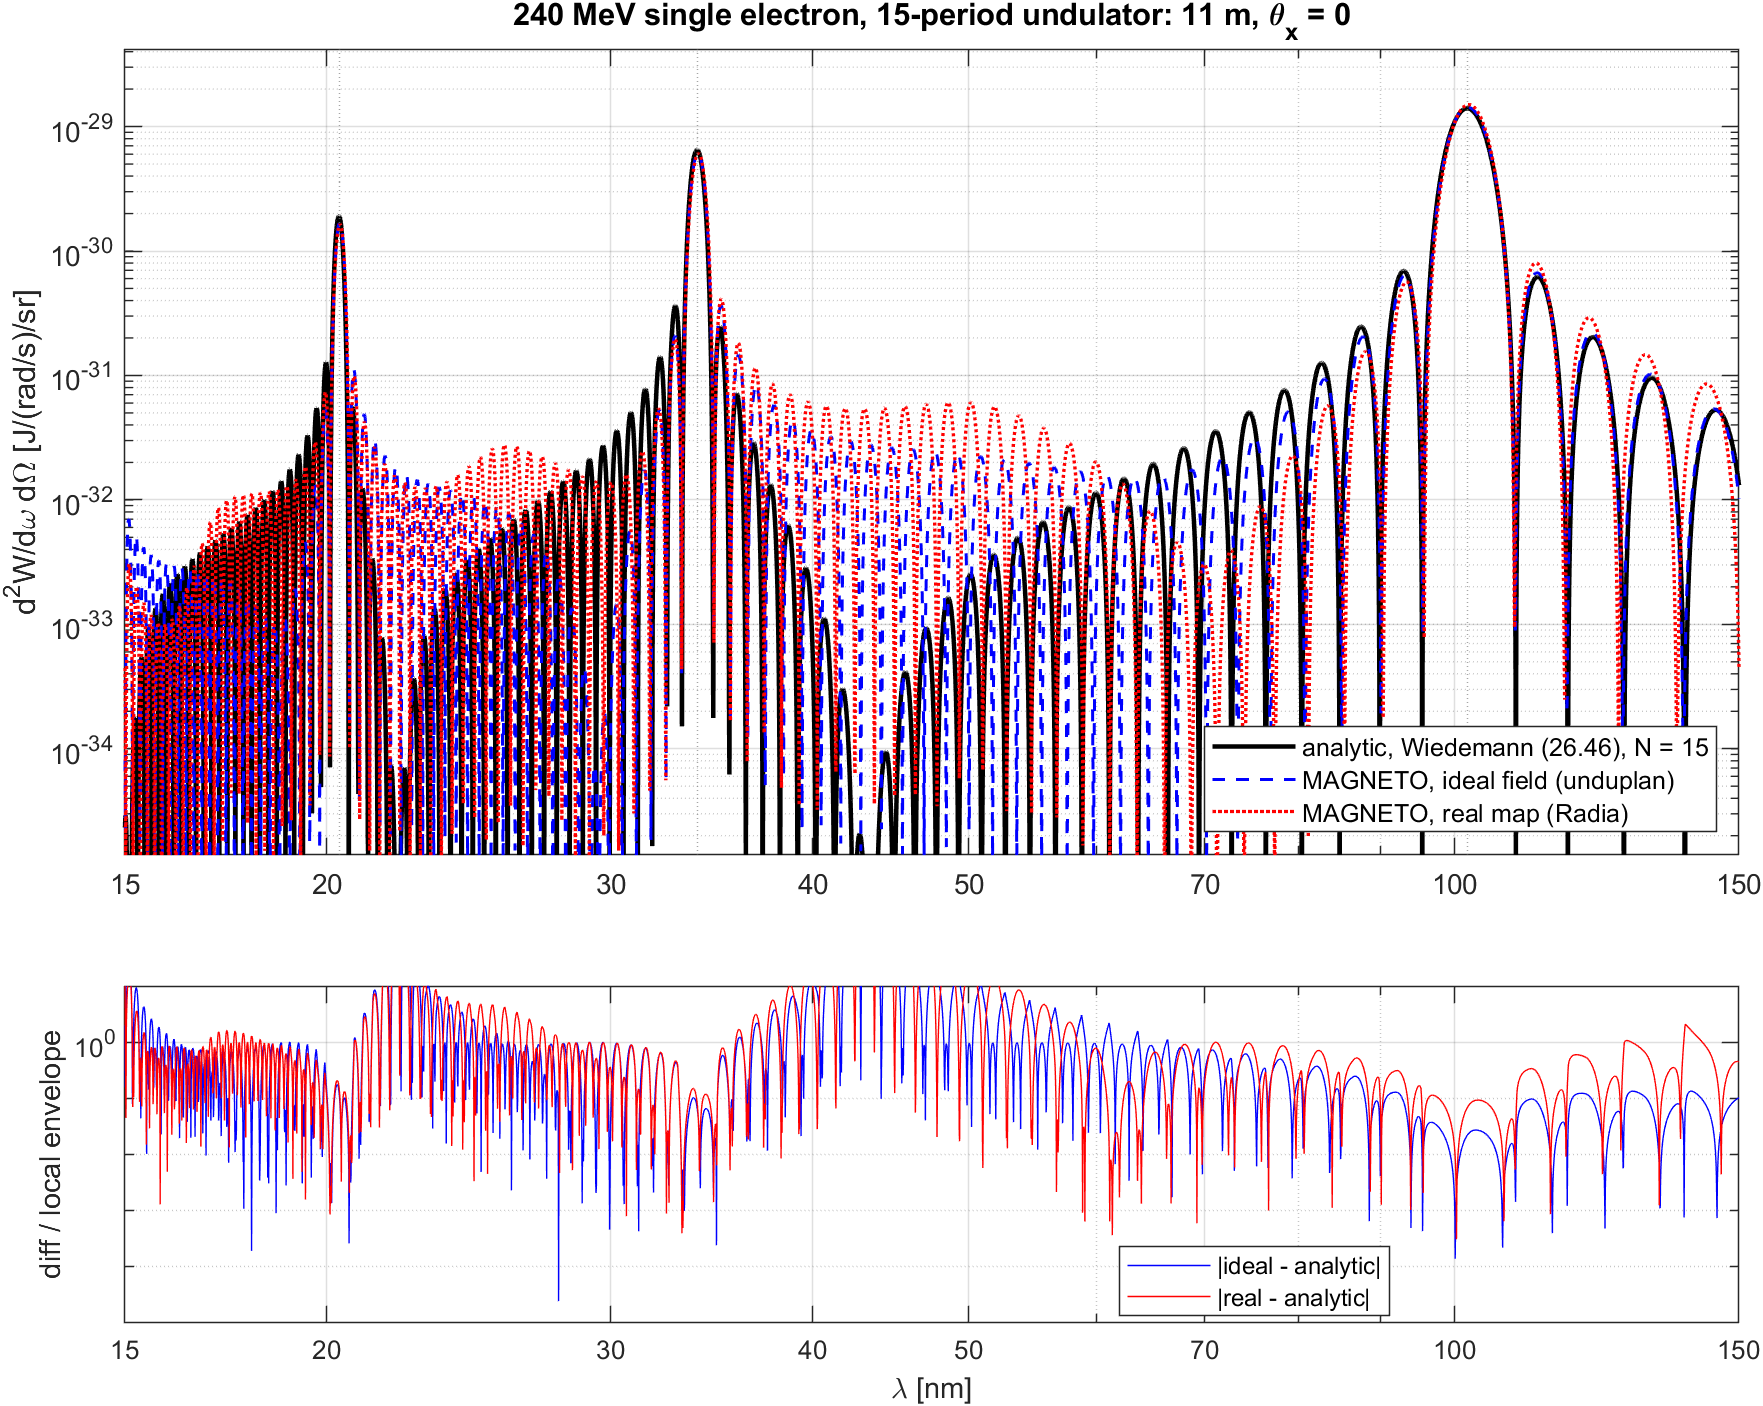 240 MeV single electron, 15-period undulator: 11 m, θx = 0
d2W/dω dΩ [J/(rad/s)/sr]
10-29
10-30
10-31
10-32
10-33
10-34
analytic, Wiedemann (26.46), N = 15
MAGNETO, ideal field (unduplan)
MAGNETO, real map (Radia)
15 20 30 40 50 70 100 150
diff / local envelope
100
|ideal - analytic|
|real - analytic|
15 20 30 40 50 70 100 150
λ [nm]